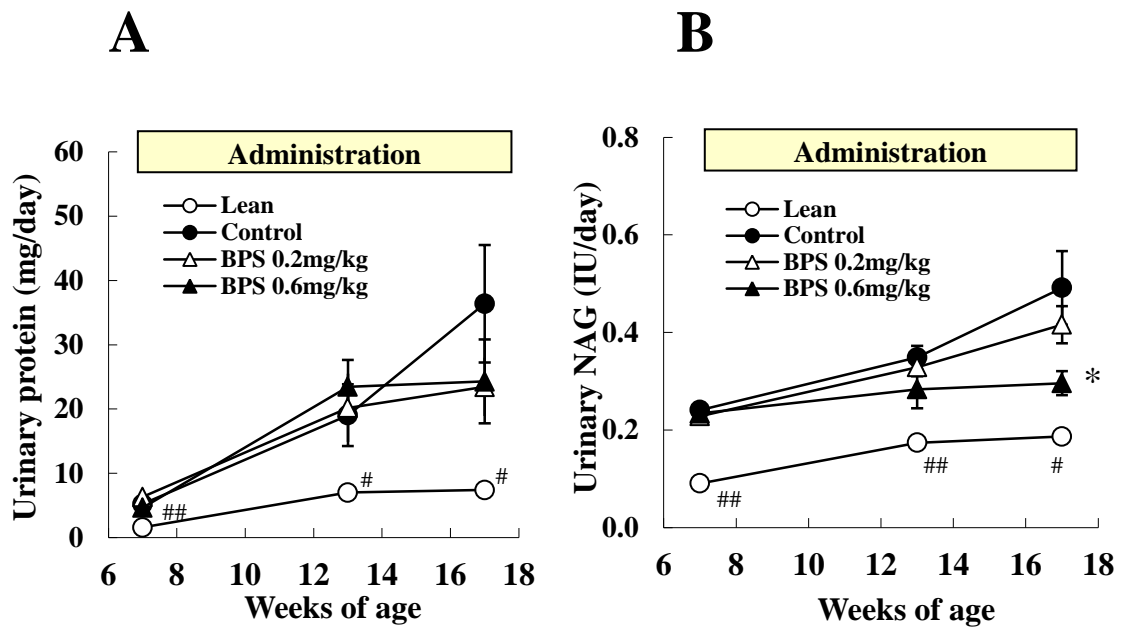 A
Administration
Urinary protein (mg/day)
60
50
40
30
20
10
0
Lean
Control
BPS 0.2mg/kg
BPS 0.6mg/kg
##
#
#
6 8 10 12 14 16 18
Weeks of age
B
Administration
Urinary NAG (IU/day)
0.8
0.6
0.4
0.2
0.0
Lean
Control
BPS 0.2mg/kg
BPS 0.6mg/kg
*
##
##
#
6 8 10 12 14 16 18
Weeks of age